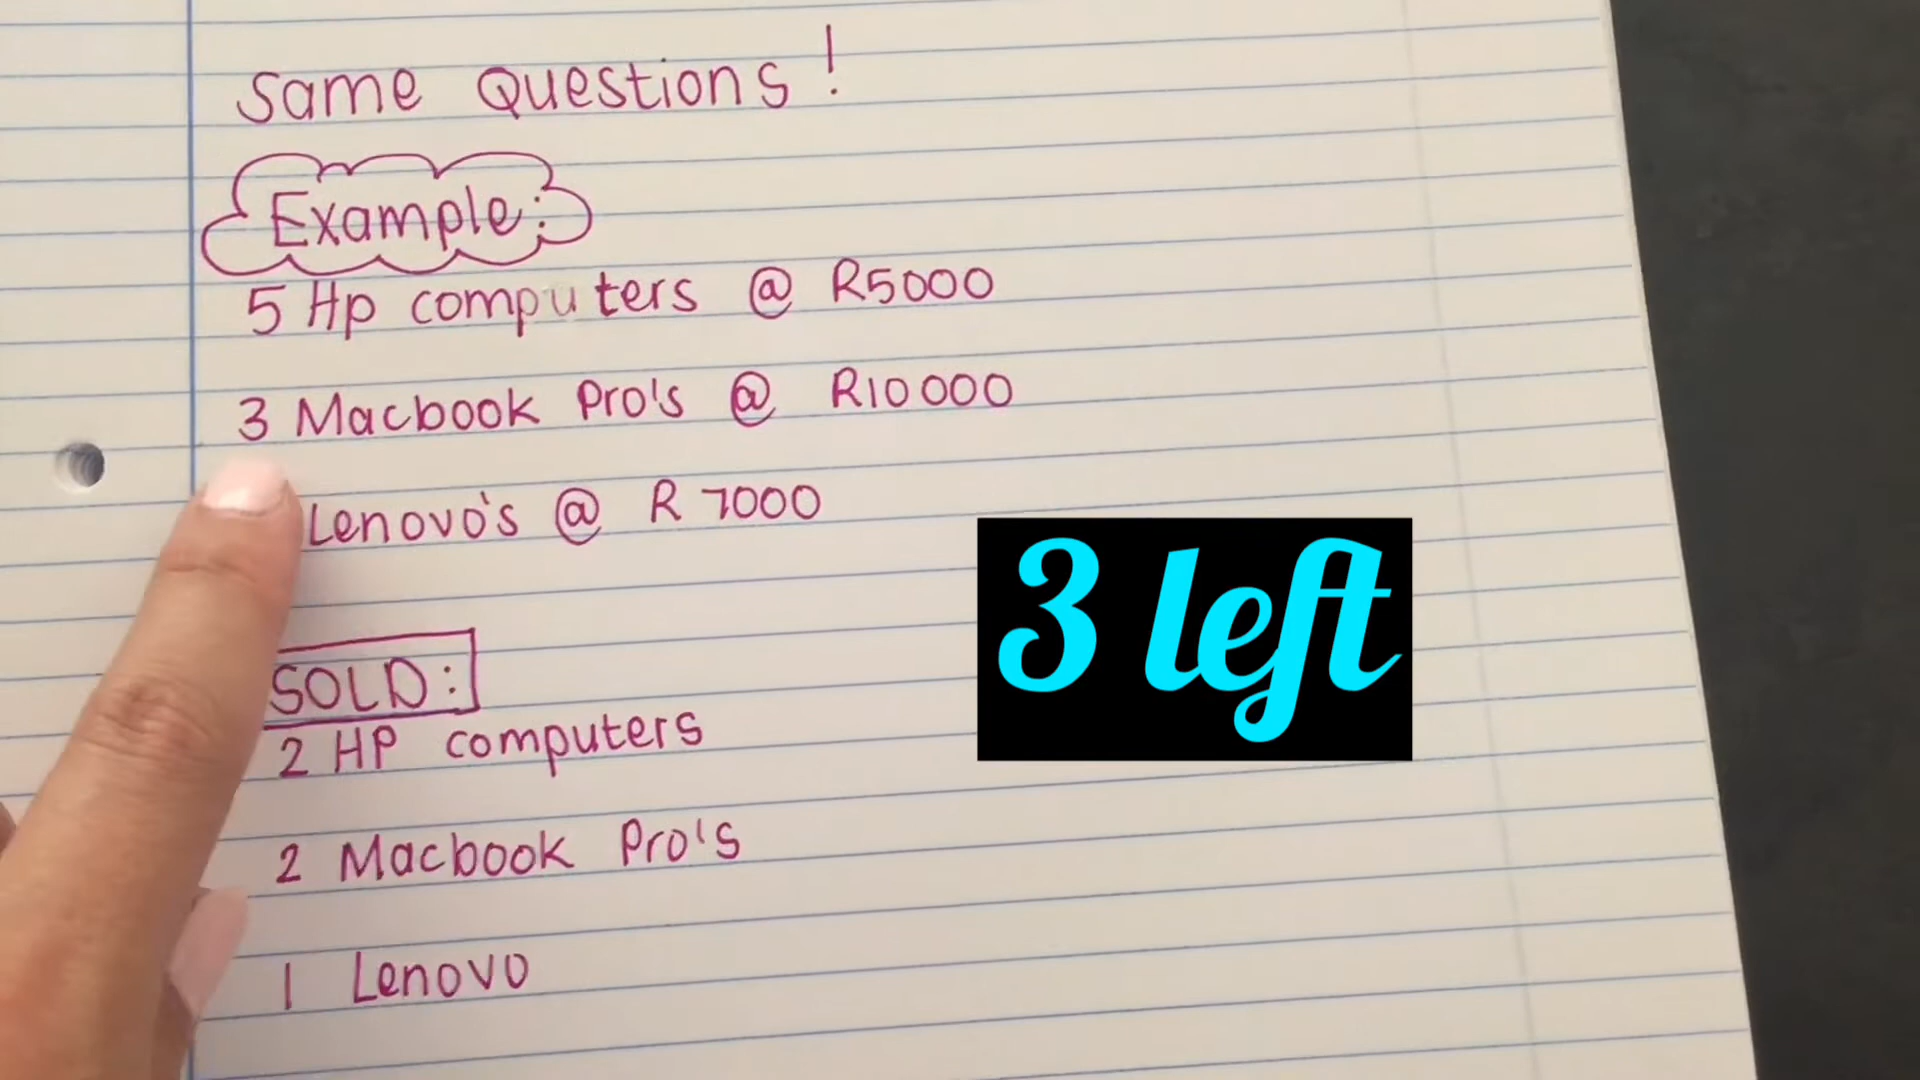 Same Questions!
Example:
5 Hp computers @ R5000
3 Macbook Pro's @ R10 000
Lenovo's @ R 7000
3 left
SOLD:
2 HP computers
2 Macbook Pro's
1 Lenovo